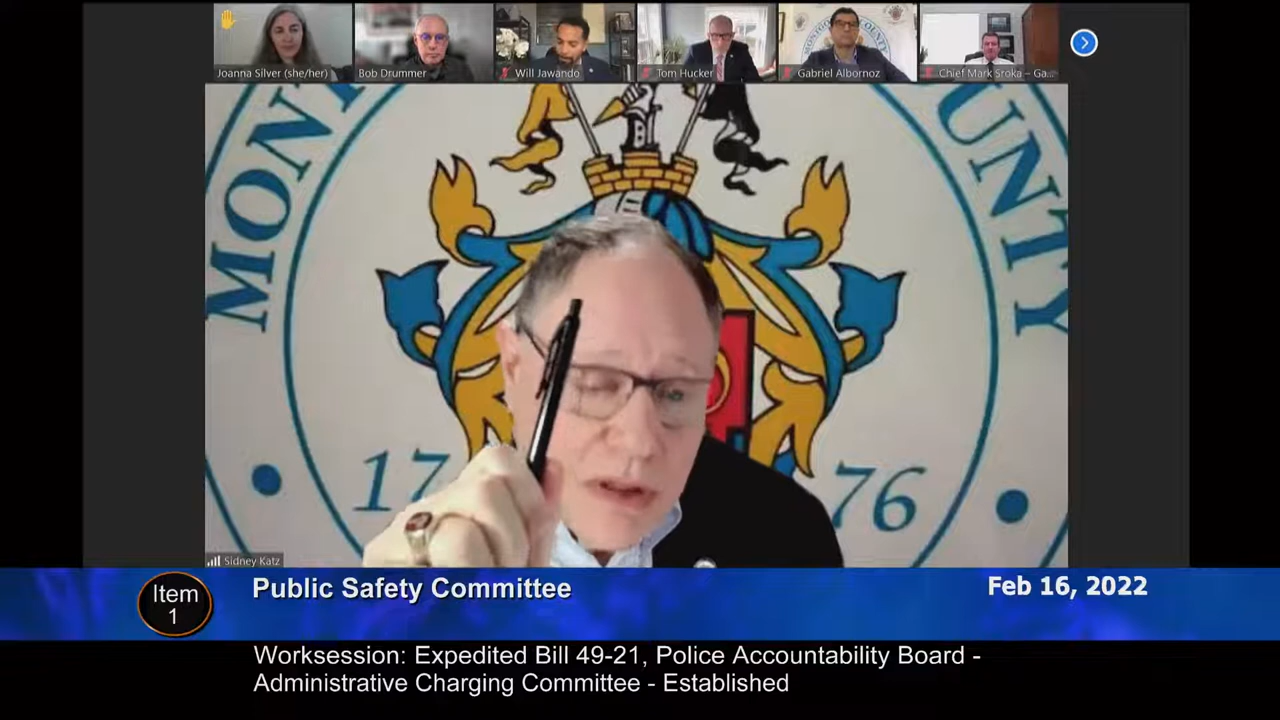 Joanna Silver (she/her)
Bob Drummer
Will Jawando
Tom Hucker
Gabriel Albornoz
Chief Mark Sroka – Ga...
MONT
UNTY
17
76
Sidney Katz
Item
1
Public Safety Committee
Feb 16, 2022
Worksession: Expedited Bill 49-21, Police Accountability Board -
Administrative Charging Committee - Established